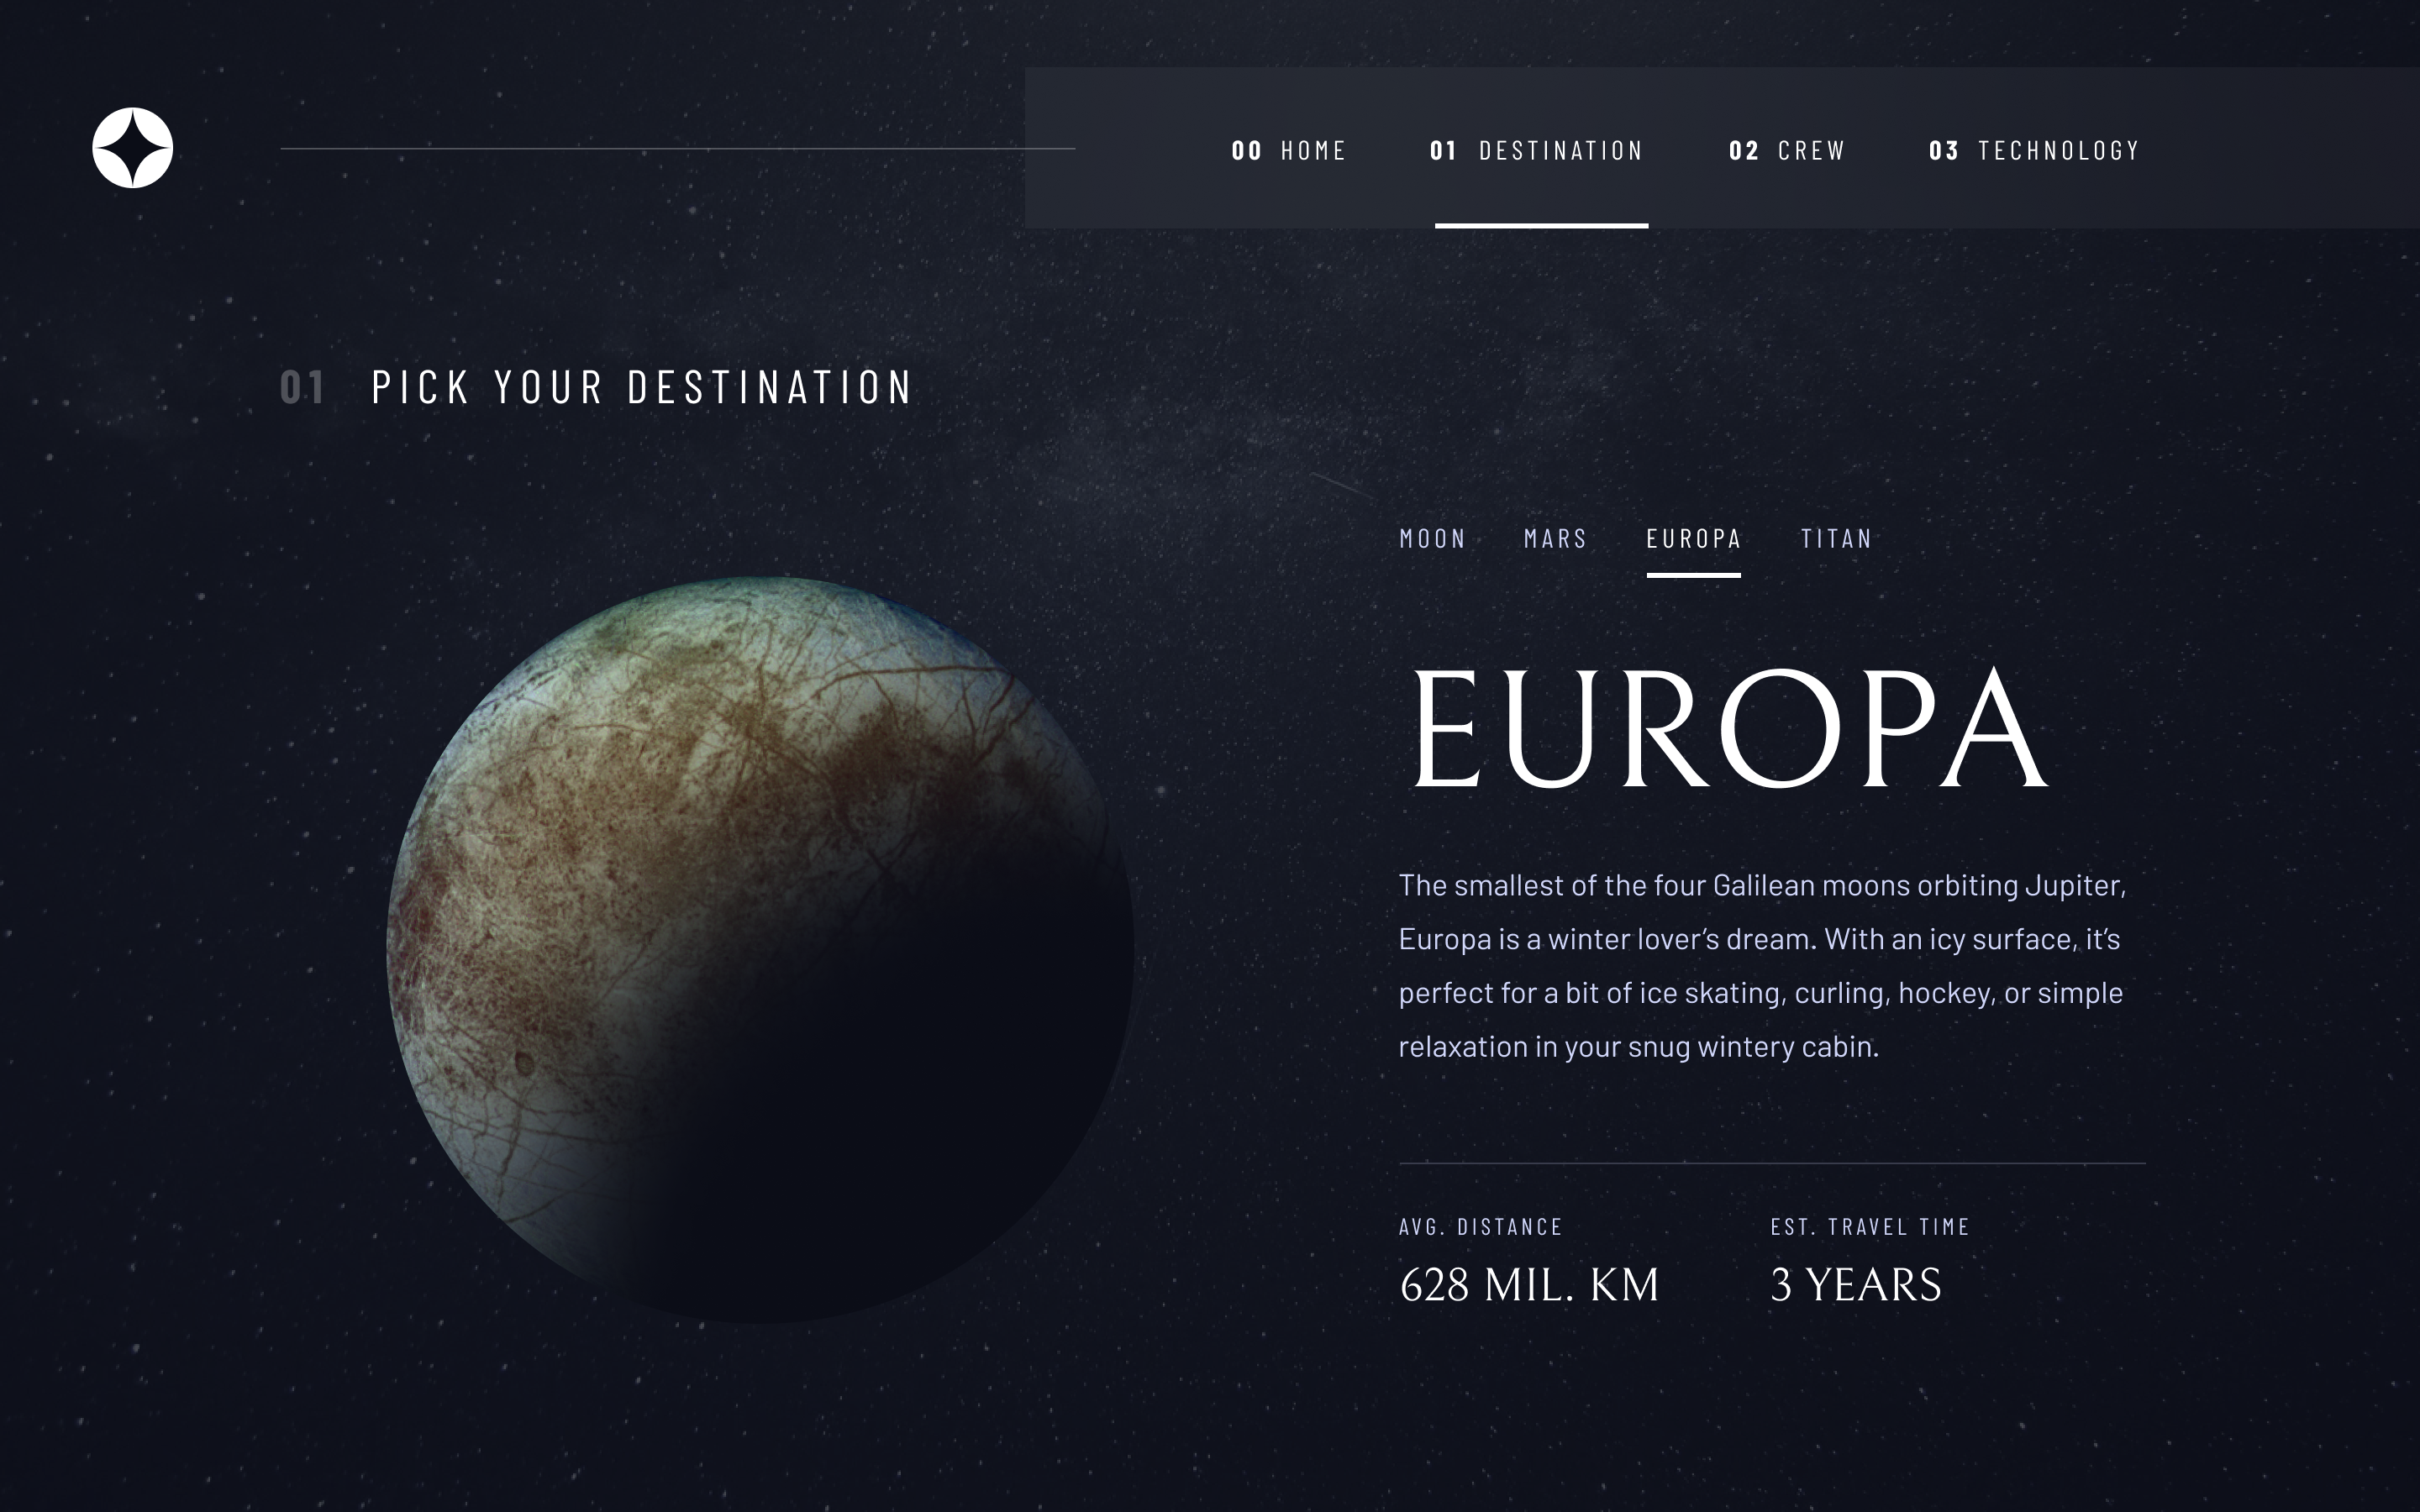 00 HOME 01 DESTINATION 02 CREW 03 TECHNOLOGY
01 PICK YOUR DESTINATION
MOON MARS EUROPA TITAN
EUROPA
The smallest of the four Galilean moons orbiting Jupiter,
Europa is a winter lover’s dream. With an icy surface, it’s
perfect for a bit of ice skating, curling, hockey, or simple
relaxation in your snug wintery cabin.
AVG. DISTANCE
628 MIL. KM
EST. TRAVEL TIME
3 YEARS